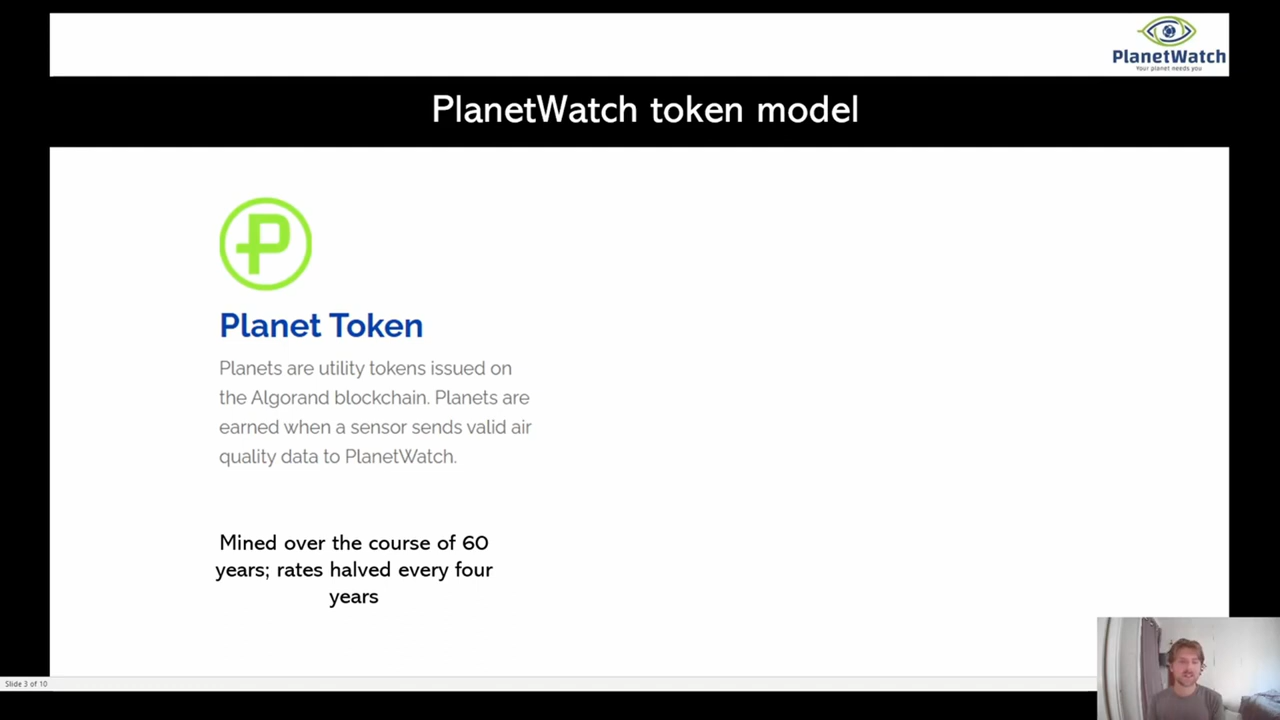 PlanetWatch
Your planet needs you
PlanetWatch token model
P
Planet Token
Planets are utility tokens issued on
the Algorand blockchain. Planets are
earned when a sensor sends valid air
quality data to PlanetWatch.
Mined over the course of 60
years; rates halved every four
years
Slide 3 of 10